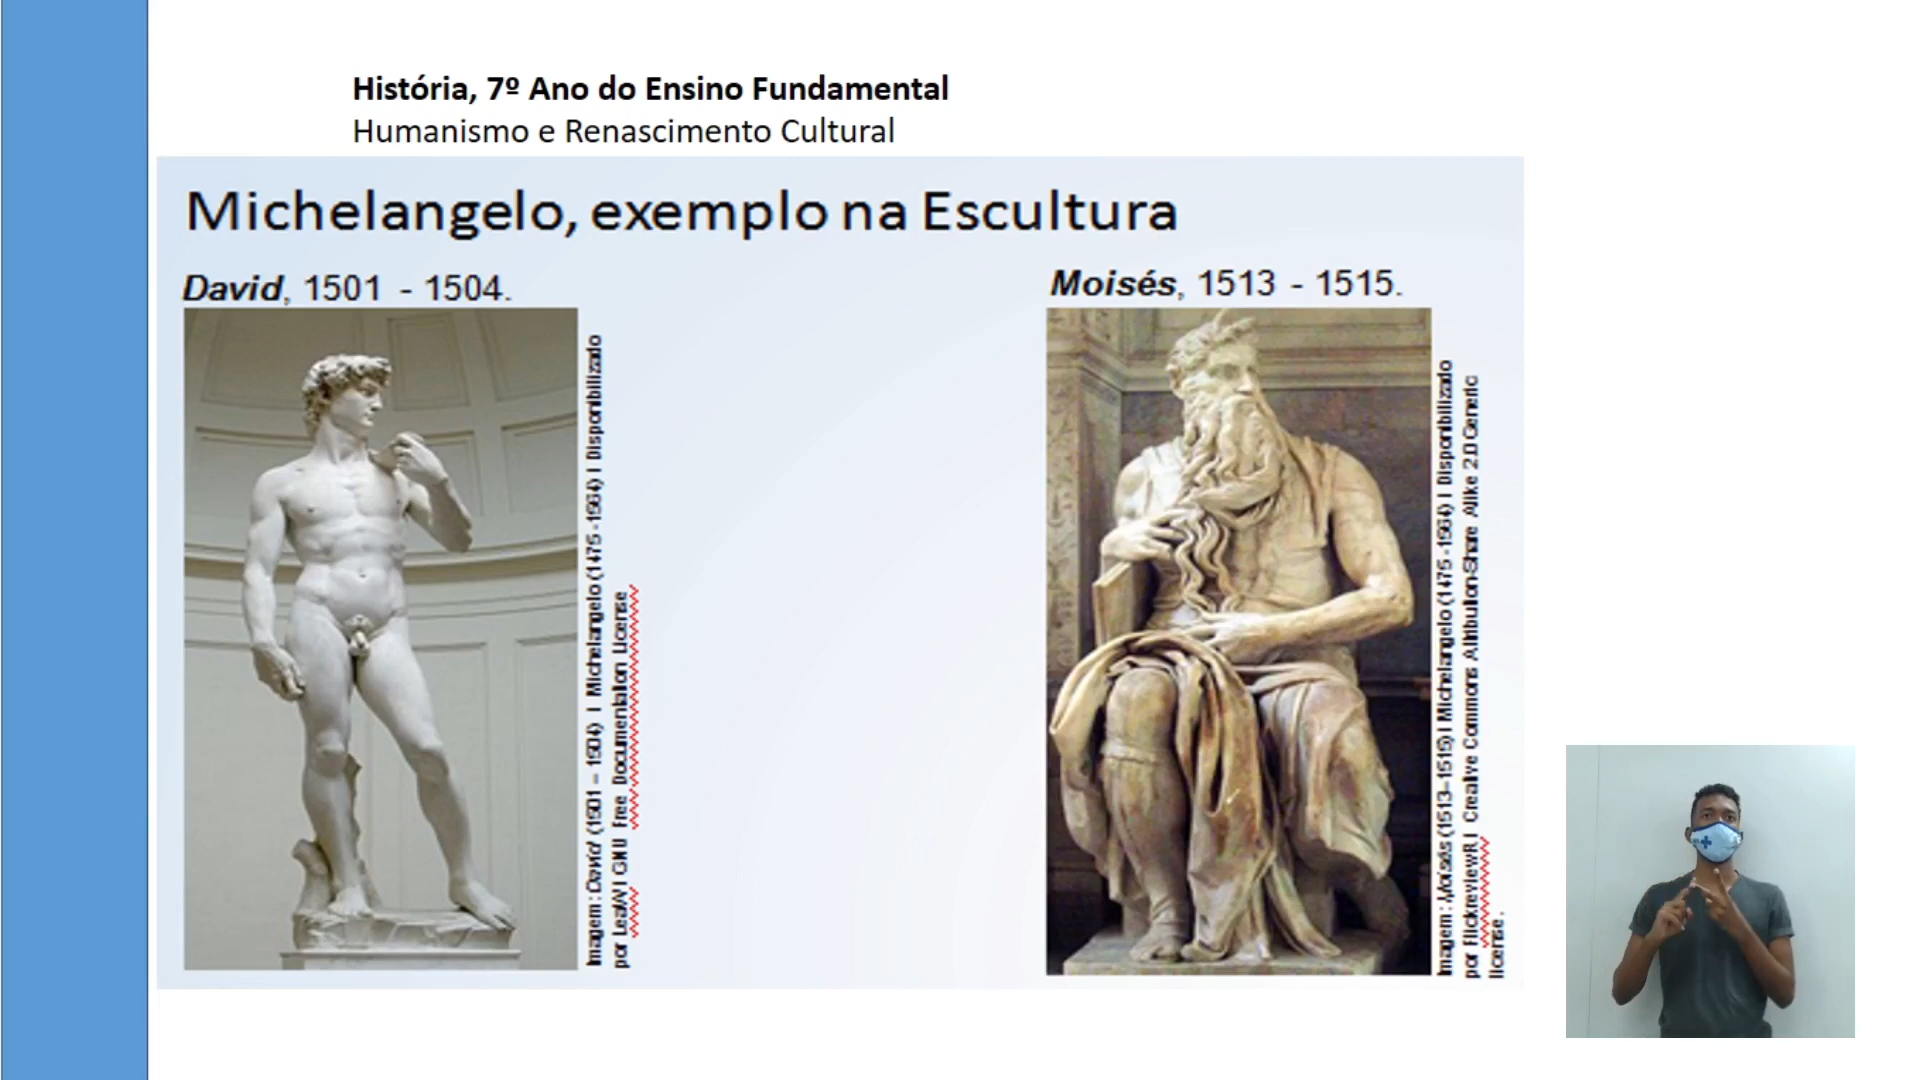 História, 7º Ano do Ensino Fundamental
Humanismo e Renascimento Cultural
Michelangelo, exemplo na Escultura
David, 1501 - 1504.
Imagem: David (1501 – 1504) I Michelangelo (1475 -1564) I Disponibilizado
por LeaW I GNU Free Documentation License
Moisés, 1513 - 1515.
Imagem: Moisés (1513–1515) I Michelangelo (1475 -1564) I Disponibilizado
por FlickreviewR I Creative Commons Attribution-Share Alike 2.0 Generic
license.